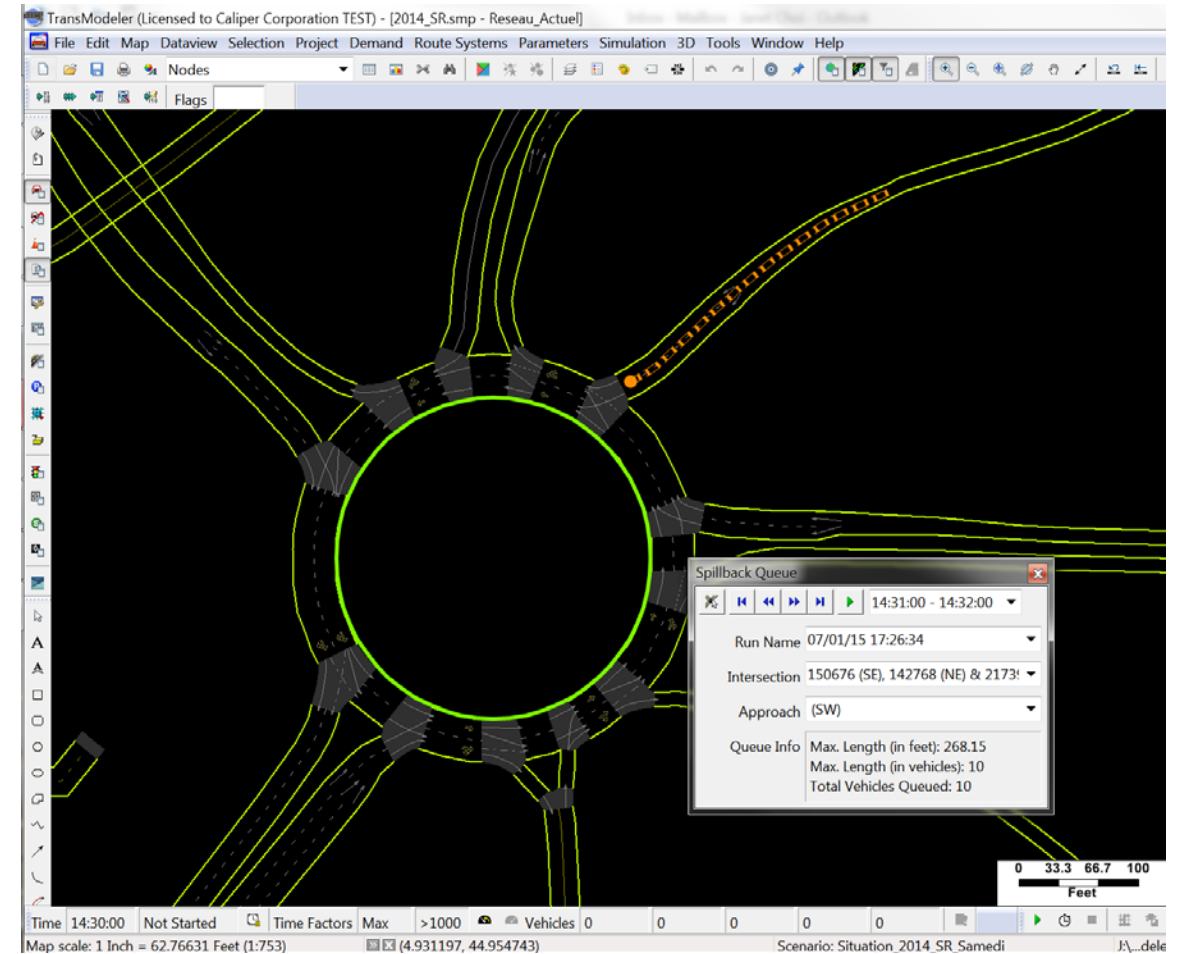 TransModeler (Licensed to Caliper Corporation TEST) - [2014_SR.smp - Reseau_Actuel]
File Edit Map Dataview Selection Project Demand Route Systems Parameters Simulation 3D Tools Window Help
Nodes
Flags
Spillback Queue
14:31:00 - 14:32:00
Run Name 07/01/15 17:26:34
Intersection 150676 (SE), 142768 (NE) & 2173
Approach (SW)
Queue Info Max. Length (in feet): 268.15
Max. Length (in vehicles): 10
Total Vehicles Queued: 10
0 33.3 66.7 100
Feet
Time 14:30:00 Not Started Time Factors Max >1000 Vehicles 0 0 0 0 0
Map scale: 1 Inch = 62.76631 Feet (1:753) (4.931197, 44.954743) Scenario: Situation_2014_SR_Samedi J:\...dele